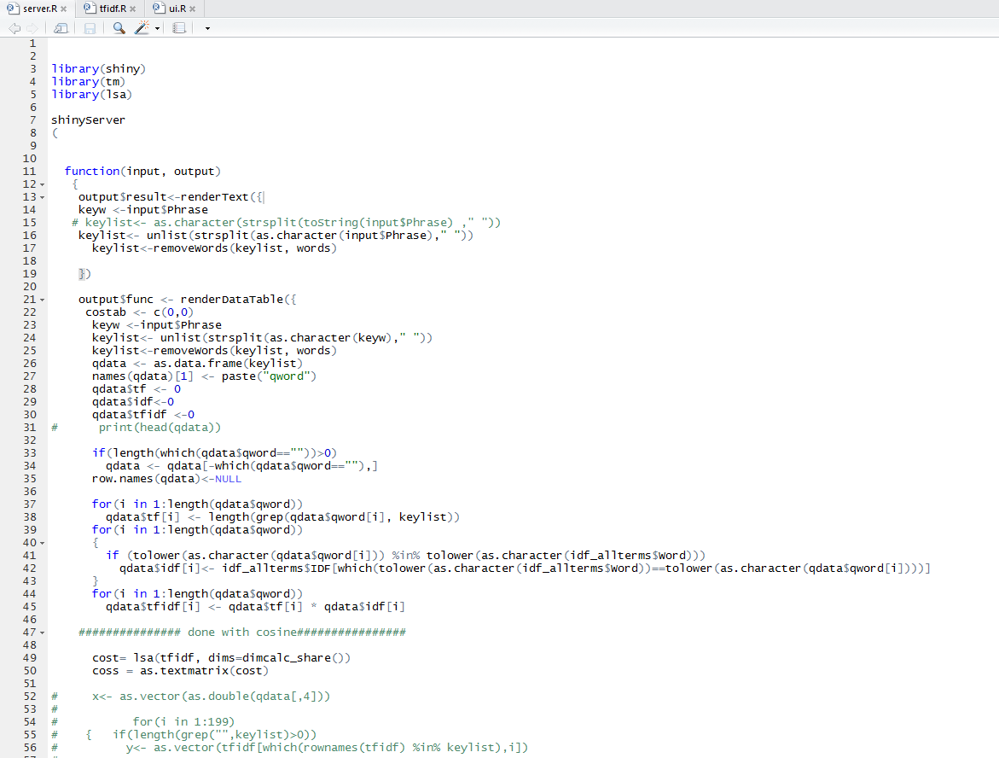 server.R × tfidf.R × ui.R ×
1
2
3 library(shiny)
4 library(tm)
5 library(lsa)
6
7 shinyServer
8 (
9
10
11 function(input, output)
12 {
13 output$result<-renderText({
14 keyw <-input$Phrase
15 # keylist<- as.character(strsplit(toString(input$Phrase) ," "))
16 keylist<- unlist(strsplit(as.character(input$Phrase)," "))
17 keylist<-removeWords(keylist, words)
18
19 })
20
21 output$func <- renderDataTable({
22 costab <- c(0,0)
23 keyw <-input$Phrase
24 keylist<- unlist(strsplit(as.character(keyw)," "))
25 keylist<-removeWords(keylist, words)
26 qdata <- as.data.frame(keylist)
27 names(qdata)[1] <- paste("qword")
28 qdata$tf <- 0
29 qdata$idf<-0
30 qdata$tfidf <-0
31 # print(head(qdata))
32
33 if(length(which(qdata$qword==""))>0)
34 qdata <- qdata[-which(qdata$qword==""),]
35 row.names(qdata)<-NULL
36
37 for(i in 1:length(qdata$qword))
38 qdata$tf[i] <- length(grep(qdata$qword[i], keylist))
39 for(i in 1:length(qdata$qword))
40 {
41 if (tolower(as.character(qdata$qword[i])) %in% tolower(as.character(idf_allterms$Word)))
42 qdata$idf[i]<- idf_allterms$IDF[which(tolower(as.character(idf_allterms$Word))==tolower(as.character(qdata$qword[i])))]
43 }
44 for(i in 1:length(qdata$qword))
45 qdata$tfidf[i] <- qdata$tf[i] * qdata$idf[i]
46
47 ############### done with cosine################
48
49 cost= lsa(tfidf, dims=dimcalc_share())
50 coss = as.textmatrix(cost)
51
52 # x<- as.vector(as.double(qdata[,4]))
53 #
54 # for(i in 1:199)
55 # { if(length(grep("",keylist)>0))
56 # y<- as.vector(tfidf[which(rownames(tfidf) %in% keylist),i])